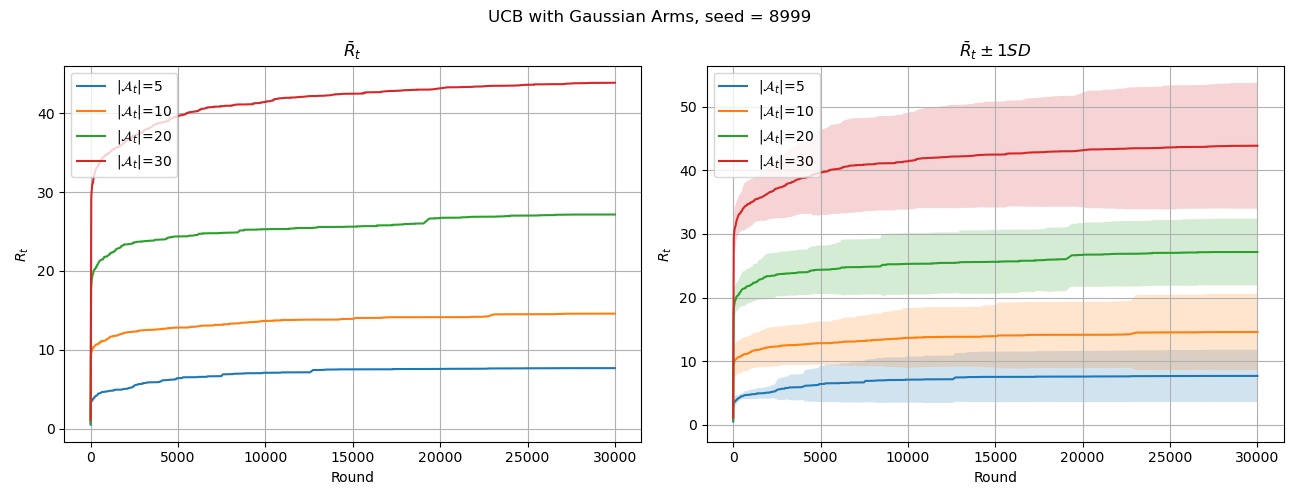 UCB with Gaussian Arms, seed = 8999
R̄ₜ
|𝒜ₜ|=5
|𝒜ₜ|=10
|𝒜ₜ|=20
|𝒜ₜ|=30
Rₜ
40
30
20
10
0
0
5000
10000
15000
20000
25000
30000
Round
R̄ₜ ± 1SD
|𝒜ₜ|=5
|𝒜ₜ|=10
|𝒜ₜ|=20
|𝒜ₜ|=30
Rₜ
50
40
30
20
10
0
0
5000
10000
15000
20000
25000
30000
Round